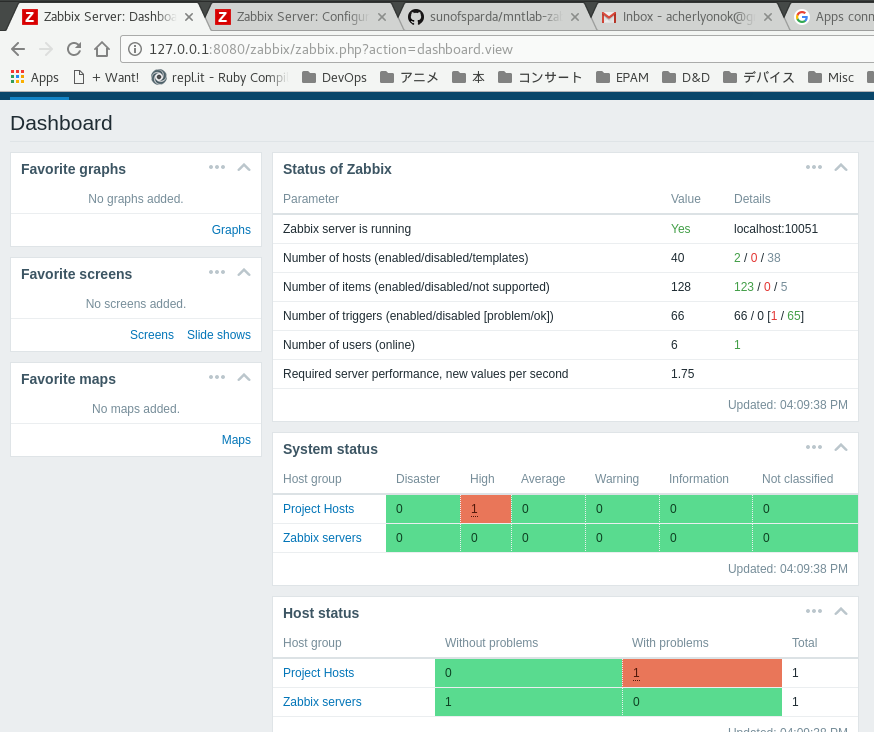 Zabbix Server: Dashboa
Zabbix Server: Configur
sunofsparda/mntlab-za
Inbox - acherlyonok@g
Apps conn
127.0.0.1:8080/zabbix/zabbix.php?action=dashboard.view
Apps + Want! repl.it - Ruby Compi DevOps アニメ 本 コンサート EPAM D&D デバイス Misc
Dashboard
Favorite graphs
No graphs added.
Graphs
Favorite screens
No screens added.
Screens Slide shows
Favorite maps
No maps added.
Maps
Status of Zabbix
Parameter Value Details
Zabbix server is running Yes localhost:10051
Number of hosts (enabled/disabled/templates) 40 2 / 0 / 38
Number of items (enabled/disabled/not supported) 128 123 / 0 / 5
Number of triggers (enabled/disabled [problem/ok]) 66 66 / 0 [1 / 65]
Number of users (online) 6 1
Required server performance, new values per second 1.75
Updated: 04:09:38 PM
System status
Host group Disaster High Average Warning Information Not classified
Project Hosts 0 1 0 0 0 0
Zabbix servers 0 0 0 0 0 0
Updated: 04:09:38 PM
Host status
Host group Without problems With problems Total
Project Hosts 0 1 1
Zabbix servers 1 0 1
Updated: 04:09:38 PM